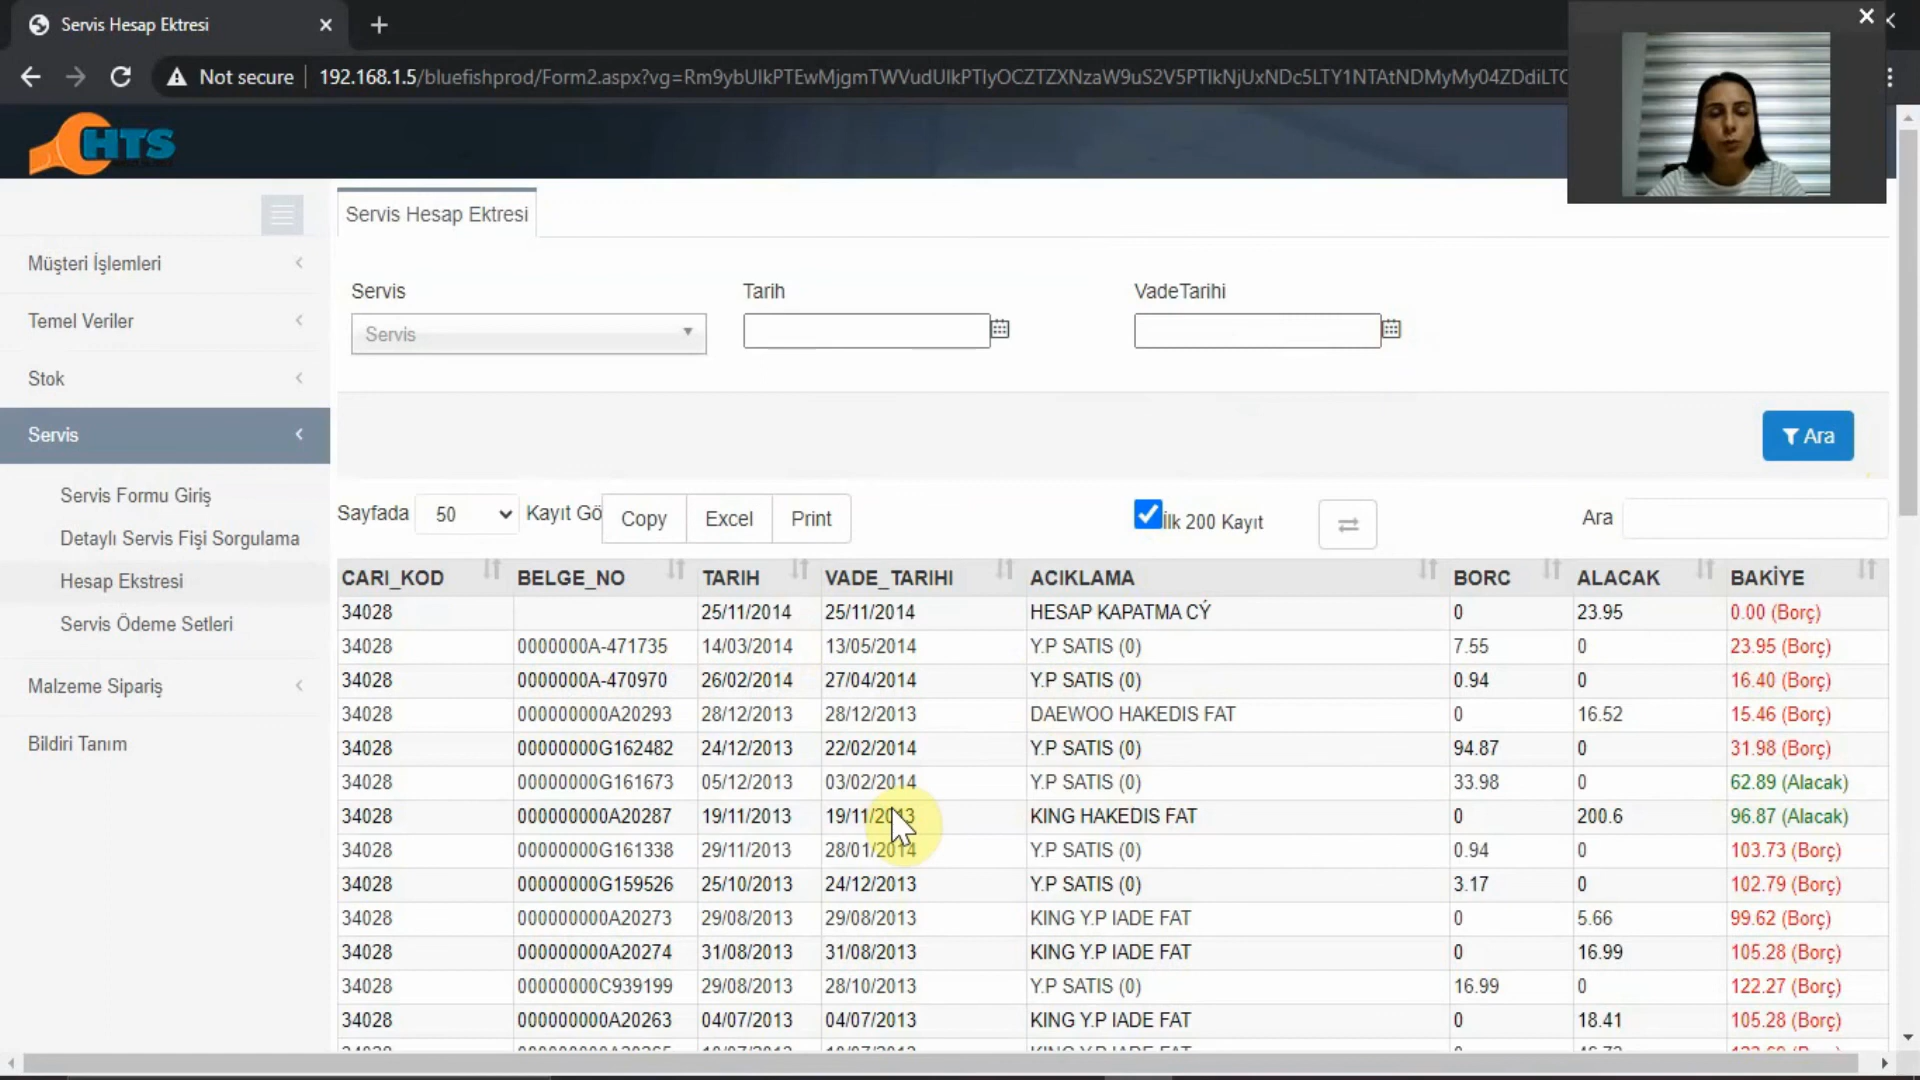 Servis Hesap Ektresi
Not secure 192.168.1.5/bluefishprod/Form2.aspx?vg=Rm9ybUlkPTEwMjgmTWVudUlkPTIyOCZTZXNzaW9uS2V5PTlkNjUxNDc5LTY1NTAtNDMyMy04ZDdiLTC
HTS
Servis Hesap Ektresi
Müşteri İşlemleri
Temel Veriler
Stok
Servis
Servis Formu Giriş
Detaylı Servis Fişi Sorgulama
Hesap Ekstresi
Servis Ödeme Setleri
Malzeme Sipariş
Bildiri Tanım
Servis Tarih VadeTarihi
Servis
Ara
Sayfada 50 Kayıt Gö Copy Excel Print İlk 200 Kayıt Ara
CARI_KOD BELGE_NO TARIH VADE_TARIHI ACIKLAMA BORC ALACAK BAKİYE
34028 25/11/2014 25/11/2014 HESAP KAPATMA CÝ 0 23.95 0.00 (Borç)
34028 0000000A-471735 14/03/2014 13/05/2014 Y.P SATIS (0) 7.55 0 23.95 (Borç)
34028 0000000A-470970 26/02/2014 27/04/2014 Y.P SATIS (0) 0.94 0 16.40 (Borç)
34028 000000000A20293 28/12/2013 28/12/2013 DAEWOO HAKEDIS FAT 0 16.52 15.46 (Borç)
34028 00000000G162482 24/12/2013 22/02/2014 Y.P SATIS (0) 94.87 0 31.98 (Borç)
34028 00000000G161673 05/12/2013 03/02/2014 Y.P SATIS (0) 33.98 0 62.89 (Alacak)
34028 000000000A20287 19/11/2013 19/11/2013 KING HAKEDIS FAT 0 200.6 96.87 (Alacak)
34028 00000000G161338 29/11/2013 28/01/2014 Y.P SATIS (0) 0.94 0 103.73 (Borç)
34028 00000000G159526 25/10/2013 24/12/2013 Y.P SATIS (0) 3.17 0 102.79 (Borç)
34028 000000000A20273 29/08/2013 29/08/2013 KING Y.P IADE FAT 0 5.66 99.62 (Borç)
34028 000000000A20274 31/08/2013 31/08/2013 KING Y.P IADE FAT 0 16.99 105.28 (Borç)
34028 00000000C939199 29/08/2013 28/10/2013 Y.P SATIS (0) 16.99 0 122.27 (Borç)
34028 000000000A20263 04/07/2013 04/07/2013 KING Y.P IADE FAT 0 18.41 105.28 (Borç)